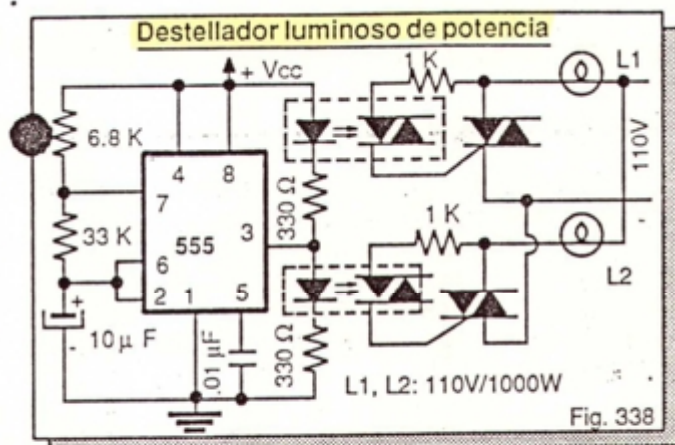 Destellador luminoso de potencia
+ Vcc
1 K
L1
6.8 K
4
8
330 Ω
110V
7
33 K
3
555
1 K
-
6
2
1
5
L2
+
10µ F
-
.01 µF
330 Ω
L1, L2: 110V/1000W
Fig. 338